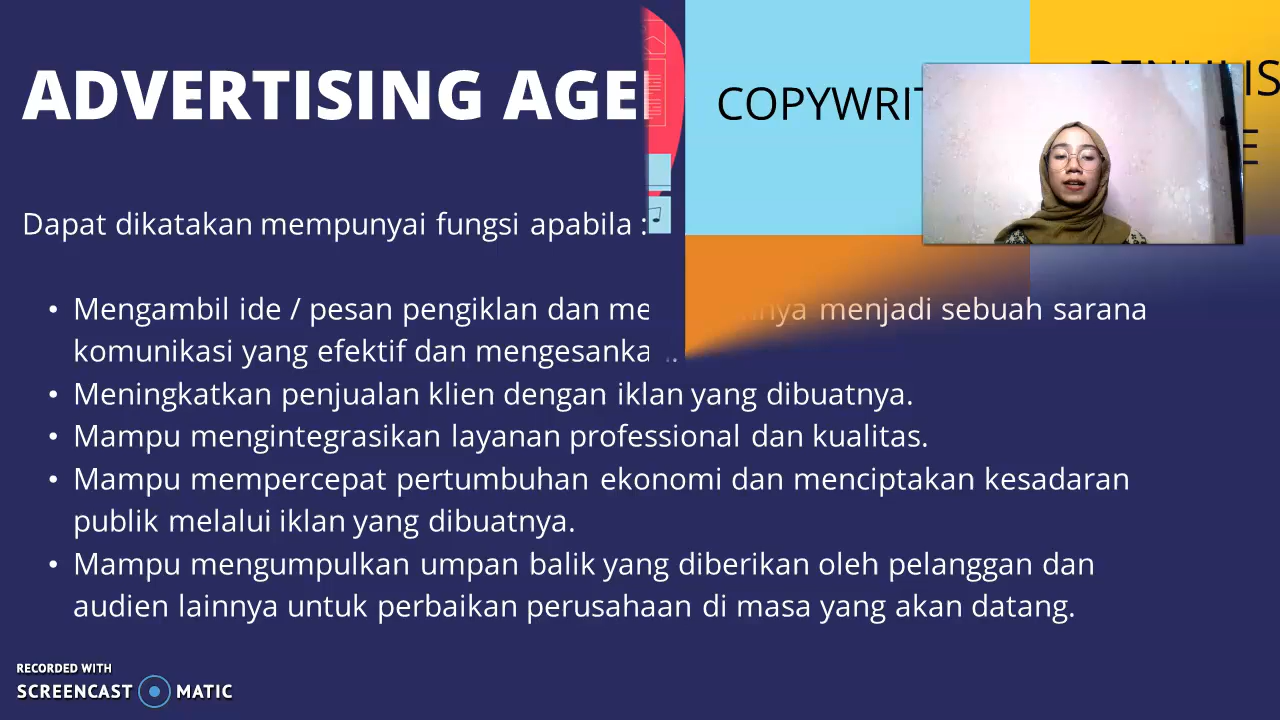 ADVERTISING AGE
COPYWRIT
Dapat dikatakan mempunyai fungsi apabila :
• Mengambil ide / pesan pengiklan dan menjadi sebuah sarana
komunikasi yang efektif dan
• Meningkatkan penjualan klien dengan iklan yang dibuatnya.
• Mampu mengintegrasikan layanan professional dan kualitas.
• Mampu mempercepat pertumbuhan ekonomi dan menciptakan kesadaran
publik melalui iklan yang dibuatnya.
• Mampu mengumpulkan umpan balik yang diberikan oleh pelanggan dan
audien lainnya untuk perbaikan perusahaan di masa yang akan datang.
RECORDED WITH
SCREENCAST MATIC